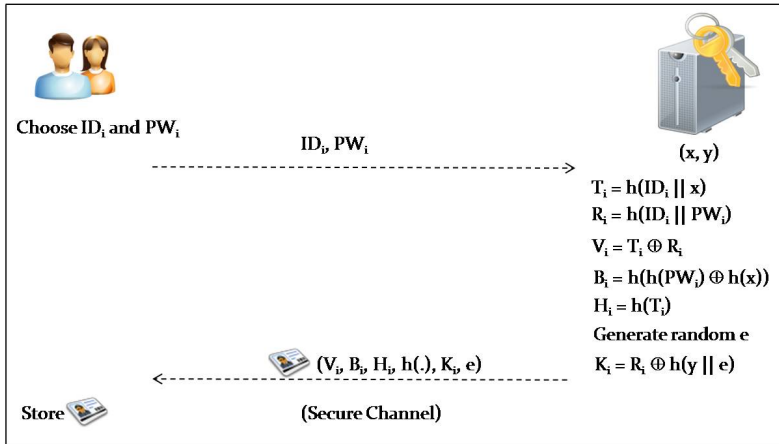 Choose IDᵢ and PWᵢ
IDᵢ, PWᵢ
(x, y)
Tᵢ = h(IDᵢ || x)
Rᵢ = h(IDᵢ || PWᵢ)
Vᵢ = Tᵢ ⊕ Rᵢ
Bᵢ = h(h(PWᵢ) ⊕ h(x))
Hᵢ = h(Tᵢ)
Generate random e
Kᵢ = Rᵢ ⊕ h(y || e)
(Vᵢ, Bᵢ, Hᵢ, h(.), Kᵢ, e)
Store
(Secure Channel)